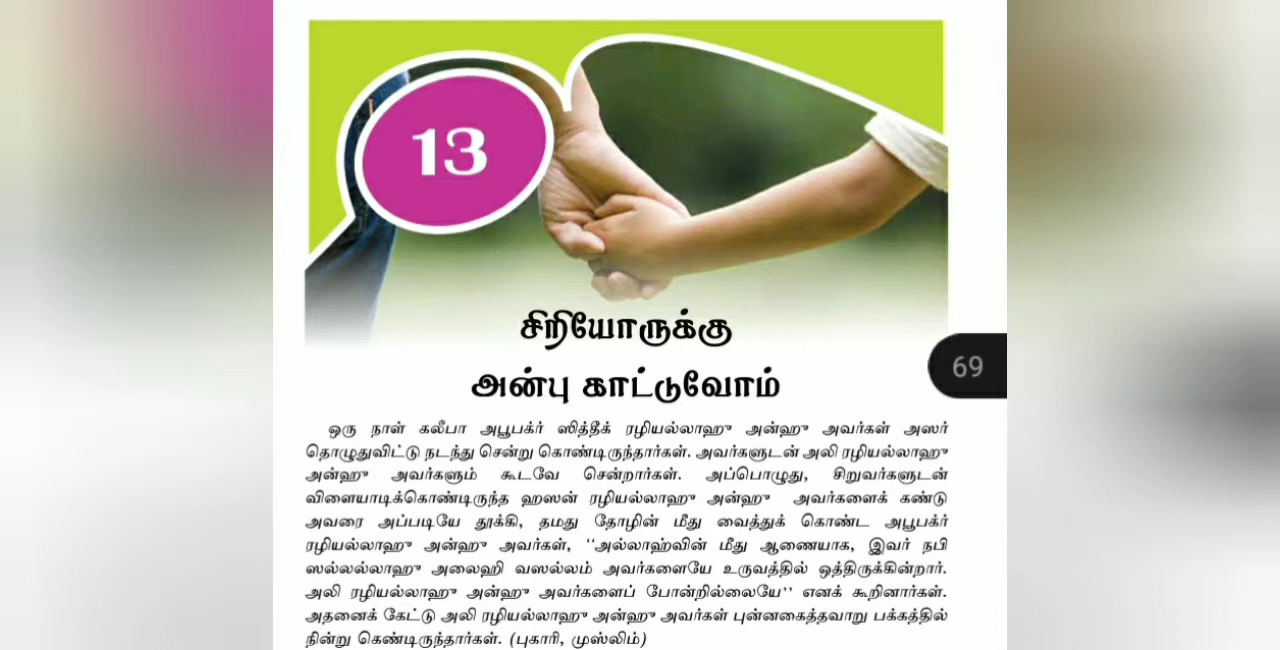 13
சிறியோருக்கு
அன்பு காட்டுவோம்
69
ஒரு நாள் கலீபா அபூபக்ர் ஸித்தீக் ரழியல்லாஹு அன்ஹு அவர்கள் அஸர்
தொழுதுவிட்டு நடந்து சென்று கொண்டிருந்தார்கள். அவர்களுடன் அலி ரழியல்லாஹு
அன்ஹு அவர்களும் கூடவே சென்றார்கள். அப்பொழுது, சிறுவர்களுடன்
விளையாடிக்கொண்டிருந்த ஹஸன் ரழியல்லாஹு அன்ஹு அவர்களைக் கண்டு
அவரை அப்படியே தூக்கி, தமது தோழின் மீது வைத்துக் கொண்ட அபூபக்ர்
ரழியல்லாஹு அன்ஹு அவர்கள், ‘‘அல்லாஹ்வின் மீது ஆணையாக, இவர் நபி
ஸல்லல்லாஹு அலைஹி வஸல்லம் அவர்களையே உருவத்தில் ஒத்திருக்கின்றார்.
அலி ரழியல்லாஹு அன்ஹு அவர்களைப் போன்றில்லையே’’ எனக் கூறினார்கள்.
அதனைக் கேட்டு அலி ரழியல்லாஹு அன்ஹு அவர்கள் புன்னகைத்தவாறு பக்கத்தில்
நின்று கெண்டிருந்தார்கள். (புகாரி, முஸ்லிம்)